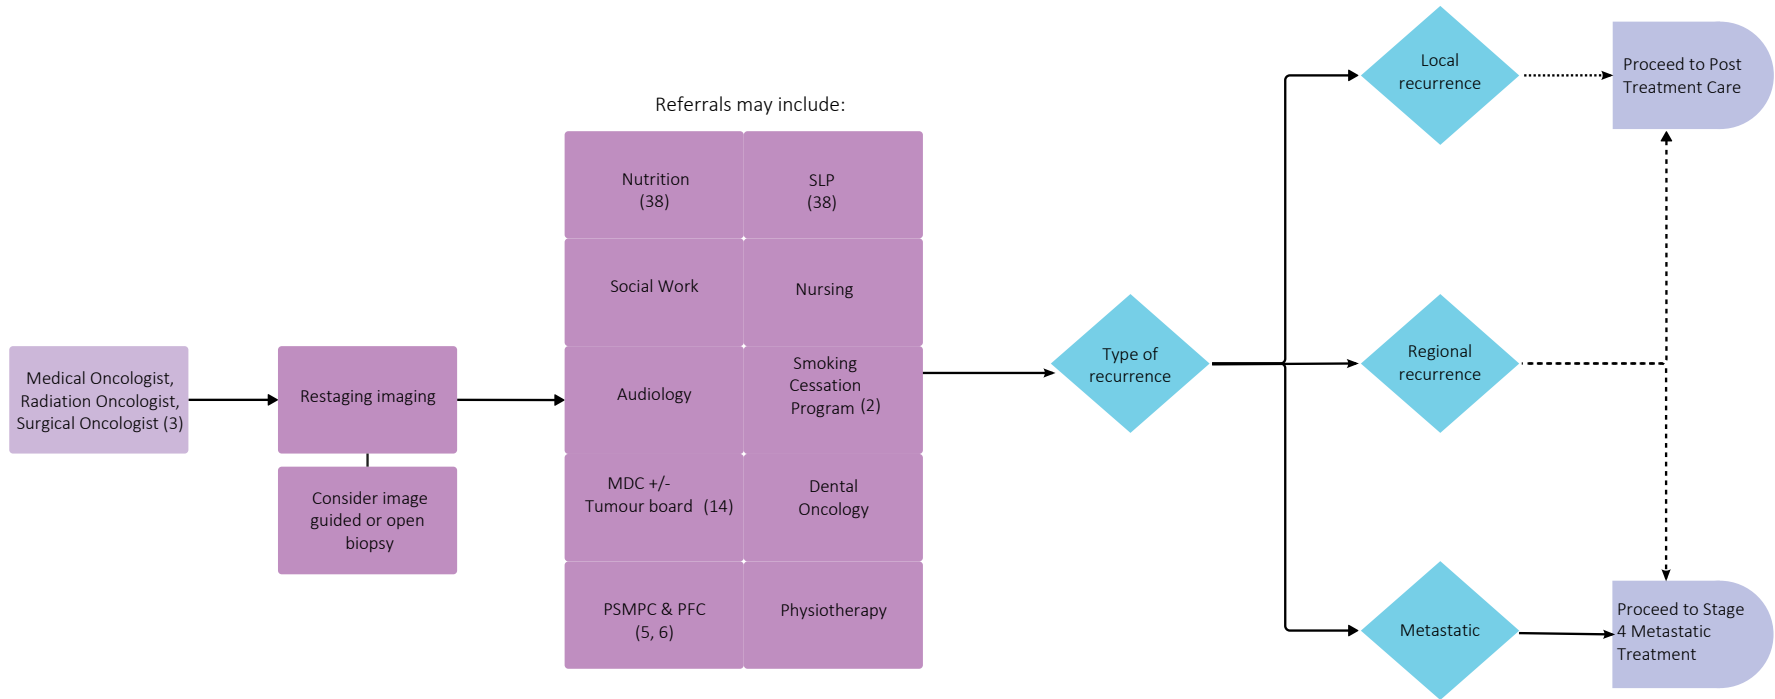 Referrals may include:
Medical Oncologist,
Radiation Oncologist,
Surgical Oncologist (3)
Restaging imaging
Consider image
guided or open
biopsy
Nutrition
(38)
SLP
(38)
Social Work
Nursing
Audiology
Smoking
Cessation
Program (2)
MDC +/-
Tumour board (14)
Dental
Oncology
PSMPC & PFC
(5, 6)
Physiotherapy
Type of
recurrence
Local
recurrence
Proceed to Post
Treatment Care
Regional
recurrence
Metastatic
Proceed to Stage
4 Metastatic
Treatment